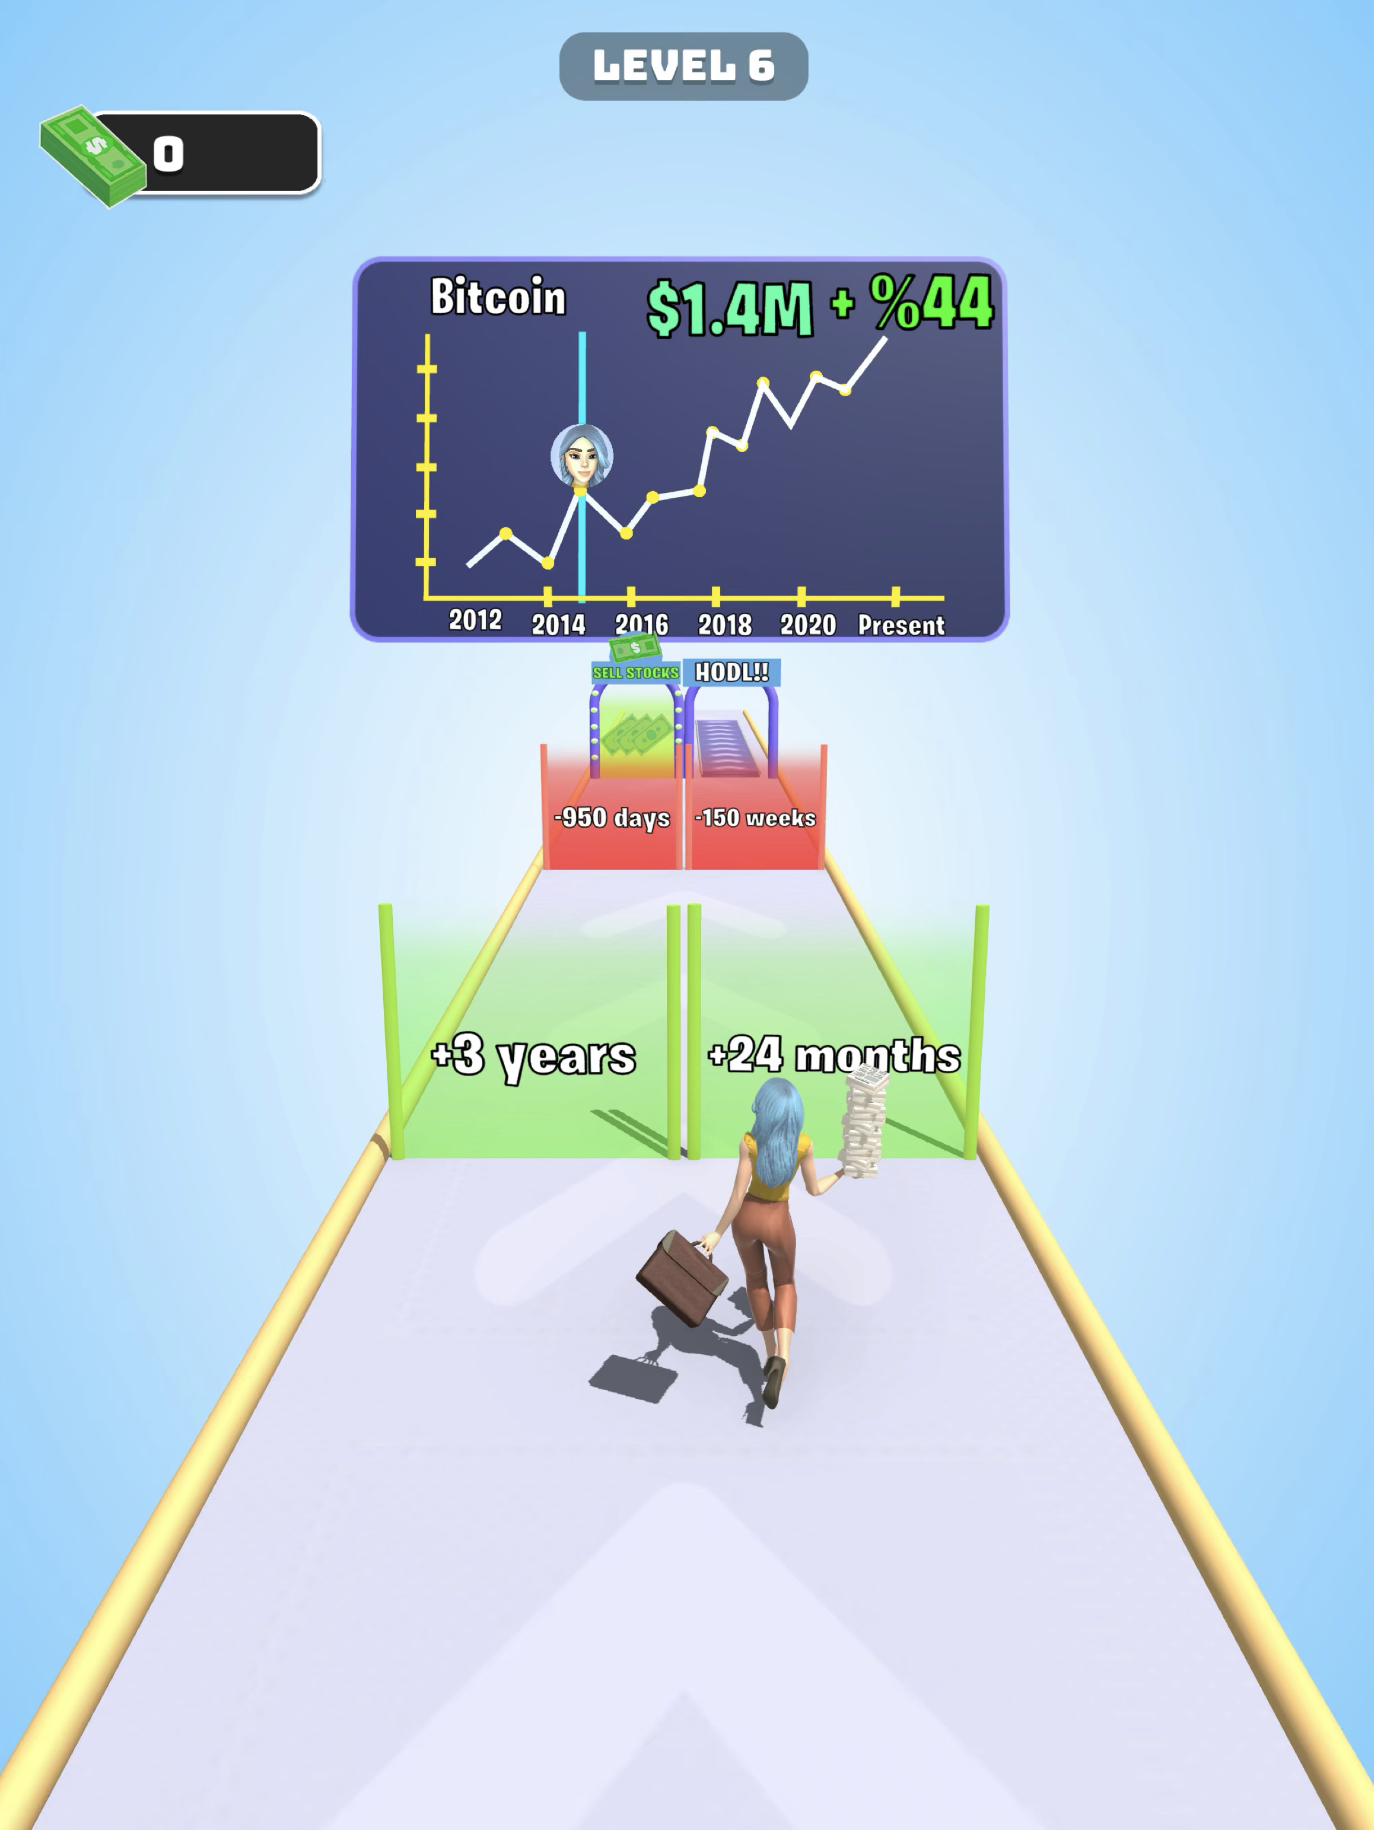 LEVEL 6
0
Bitcoin
$1.4M + %44
2012 2014 2016 2018 2020 Present
SELL STOCKS
HODL!!
-950 days
-150 weeks
+3 years
+24 months